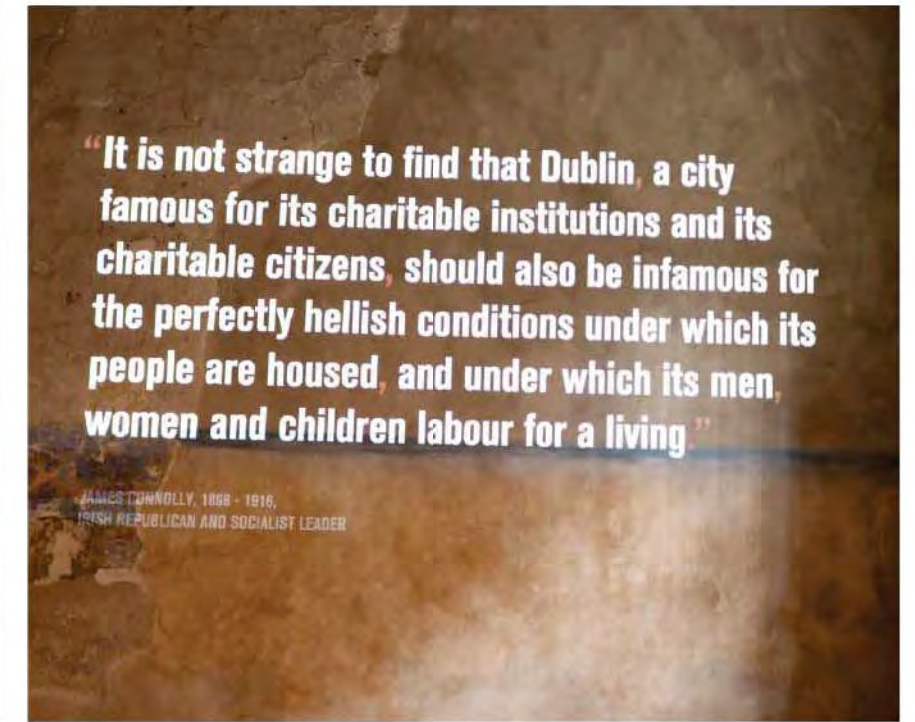 “It is not strange to find that Dublin, a city
famous for its charitable institutions and its
charitable citizens, should also be infamous for
the perfectly hellish conditions under which its
people are housed, and under which its men,
women and children labour for a living.”
JAMES CONNOLLY, 1868 - 1916,
IRISH REPUBLICAN AND SOCIALIST LEADER